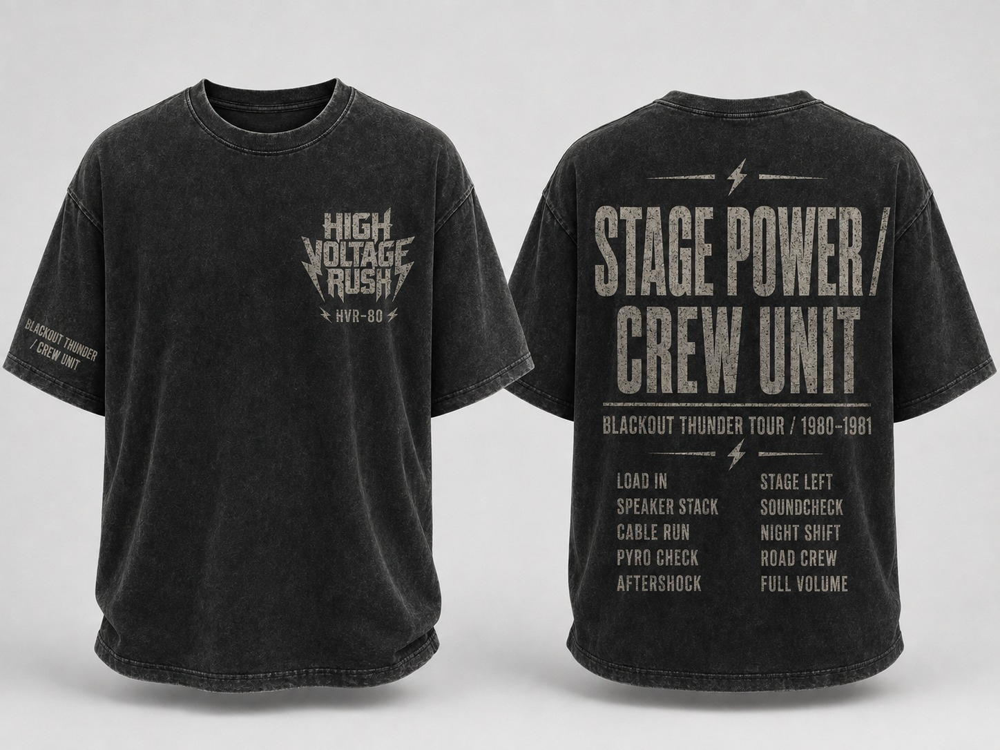 HIGH
VOLTAGE
RUSH
HVR-80
BLACKOUT THUNDER
/ CREW UNIT
STAGE POWER /
CREW UNIT
BLACKOUT THUNDER TOUR / 1980-1981
LOAD IN
SPEAKER STACK
CABLE RUN
PYRO CHECK
AFTERSHOCK
STAGE LEFT
SOUNDCHECK
NIGHT SHIFT
ROAD CREW
FULL VOLUME